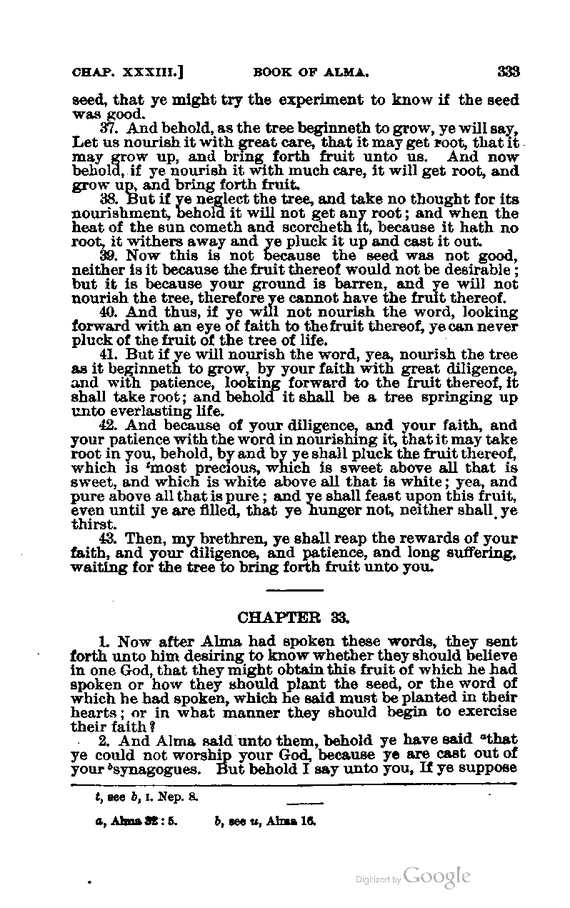 CHAP. XXXIII.] BOOK OF ALMA. 333
seed, that ye might try the experiment to know if the seed
was good.
37. And behold, as the tree beginneth to grow, ye will say,
Let us nourish it with great care, that it may get root, that it
may grow up, and bring forth fruit unto us. And now
behold, if ye nourish it with much care, it will get root, and
grow up, and bring forth fruit.
38. But if ye neglect the tree, and take no thought for its
nourishment, behold it will not get any root; and when the
heat of the sun cometh and scorcheth it, because it hath no
root, it withers away and ye pluck it up and cast it out.
39. Now this is not because the seed was not good,
neither is it because the fruit thereof would not be desirable;
but it is because your ground is barren, and ye will not
nourish the tree, therefore ye cannot have the fruit thereof.
40. And thus, if ye will not nourish the word, looking
forward with an eye of faith to the fruit thereof, ye can never
pluck of the fruit of the tree of life.
41. But if ye will nourish the word, yea, nourish the tree
as it beginneth to grow, by your faith with great diligence,
and with patience, looking forward to the fruit thereof, it
shall take root; and behold it shall be a tree springing up
unto everlasting life.
42. And because of your diligence, and your faith, and
your patience with the word in nourishing it, that it may take
root in you, behold, by and by ye shall pluck the fruit thereof,
which is ᵗmost precious, which is sweet above all that is
sweet, and which is white above all that is white; yea, and
pure above all that is pure; and ye shall feast upon this fruit,
even until ye are filled, that ye hunger not, neither shall ye
thirst.
43. Then, my brethren, ye shall reap the rewards of your
faith, and your diligence, and patience, and long suffering,
waiting for the tree to bring forth fruit unto you.
CHAPTER 33.
1. Now after Alma had spoken these words, they sent
forth unto him desiring to know whether they should believe
in one God, that they might obtain this fruit of which he had
spoken or how they should plant the seed, or the word of
which he had spoken, which he said must be planted in their
hearts; or in what manner they should begin to exercise
their faith?
2. And Alma said unto them, behold ye have said ᵃthat
ye could not worship your God, because ye are cast out of
your ᵇsynagogues. But behold I say unto you, If ye suppose
t, see b, I. Nep. 8.
a, Alma 32:5. b, see u, Alma 16.
Digitized by Google